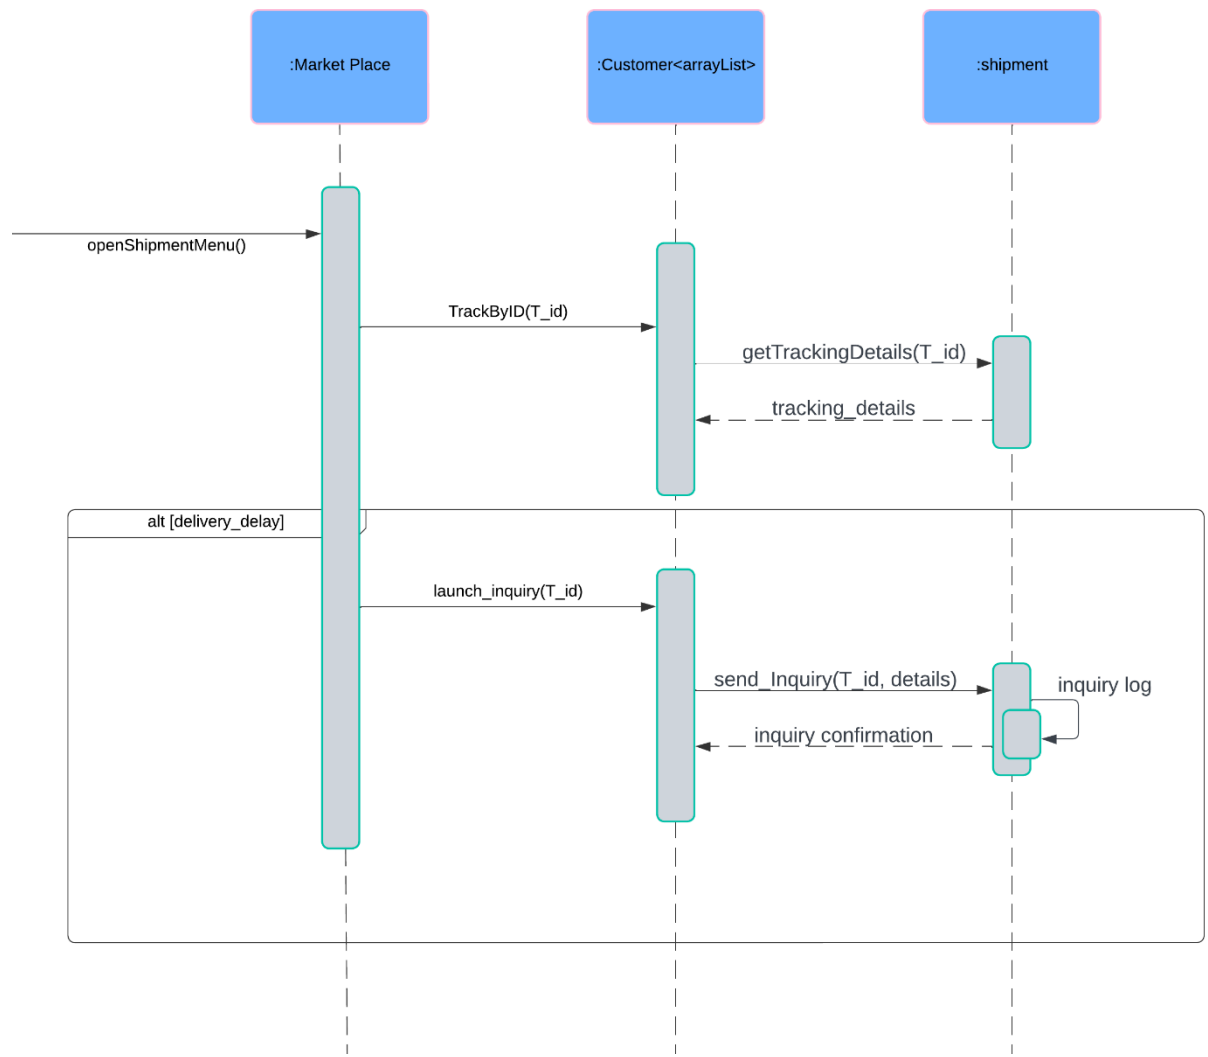 :Market Place
:Customer<arrayList>
:shipment
openShipmentMenu()
TrackByID(T_id)
getTrackingDetails(T_id)
tracking_details
alt [delivery_delay]
launch_inquiry(T_id)
send_Inquiry(T_id, details)
inquiry log
inquiry confirmation